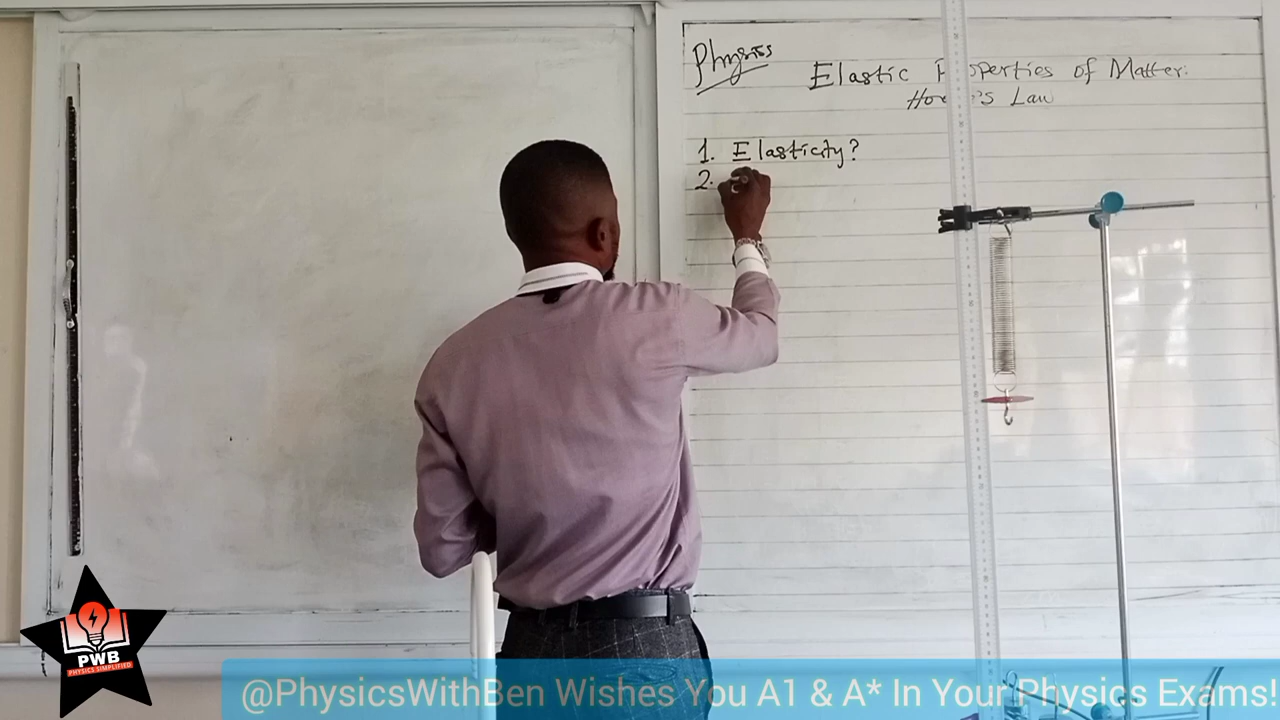 Physics
Elastic Properties of Matter:
Hooke's Law
1. Elasticity?
2.
PWB
PHYSICS SIMPLIFIED
@PhysicsWithBen Wishes You A1 & A* In Your Physics Exams!